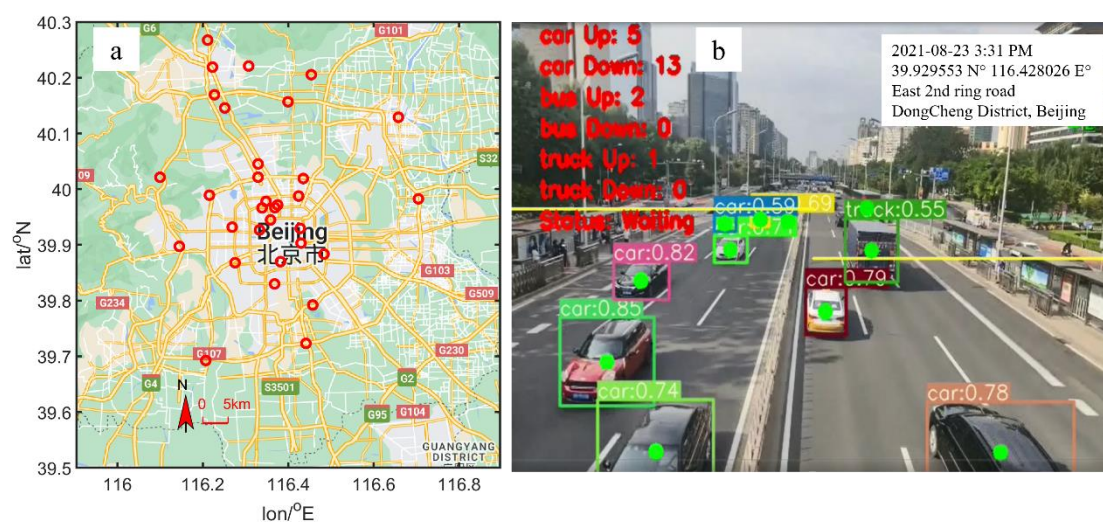 a
40.3
40.2
40.1
40
39.9
39.8
39.7
39.6
39.5
lat/°N
116
116.2
116.4
116.6
116.8
lon/°E
G6
G101
S32
09
Beijing
北京市
G103
G509
G234
G107
G230
G4
S3501
G2
G95
G104
GUANGYANG
DISTRICT
N
0 5km
b
car Up: 5
car Down: 13
bus Up: 2
bus Down: 0
truck Up: 1
truck Down: 0
Status: Waiting
2021-08-23 3:31 PM
39.929553 N° 116.428026 E°
East 2nd ring road
DongCheng District, Beijing
car:0.59
69
truck:0.55
car:0.82
car:0.79
car:0.85
car:0.74
car:0.78